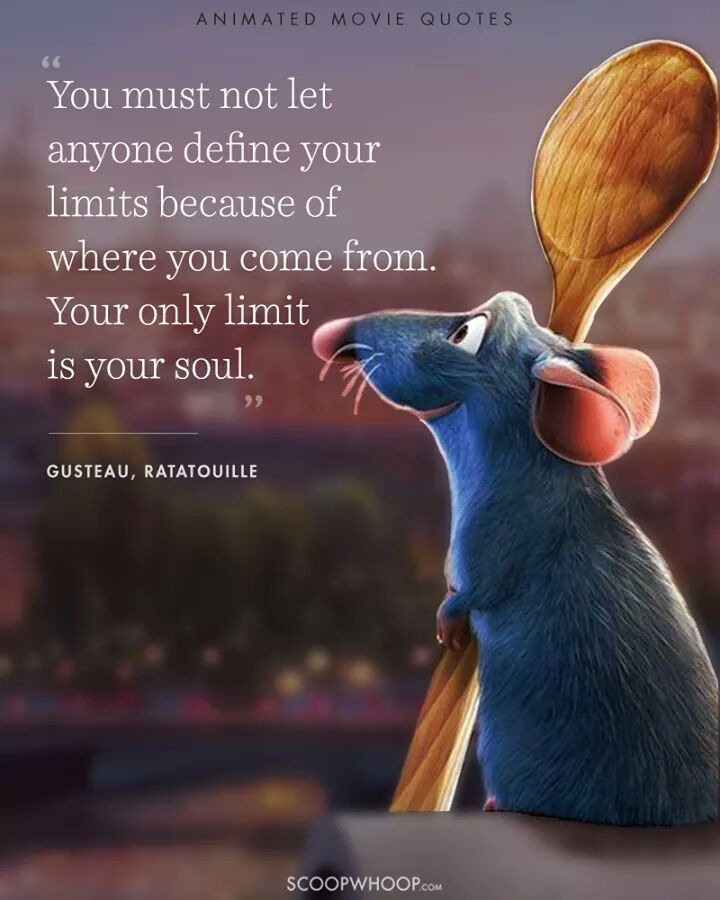 ANIMATED MOVIE QUOTES
“
You must not let
anyone define your
limits because of
where you come from.
Your only limit
is your soul.
”
GUSTEAU, RATATOUILLE
SCOOPWHOOP.COM